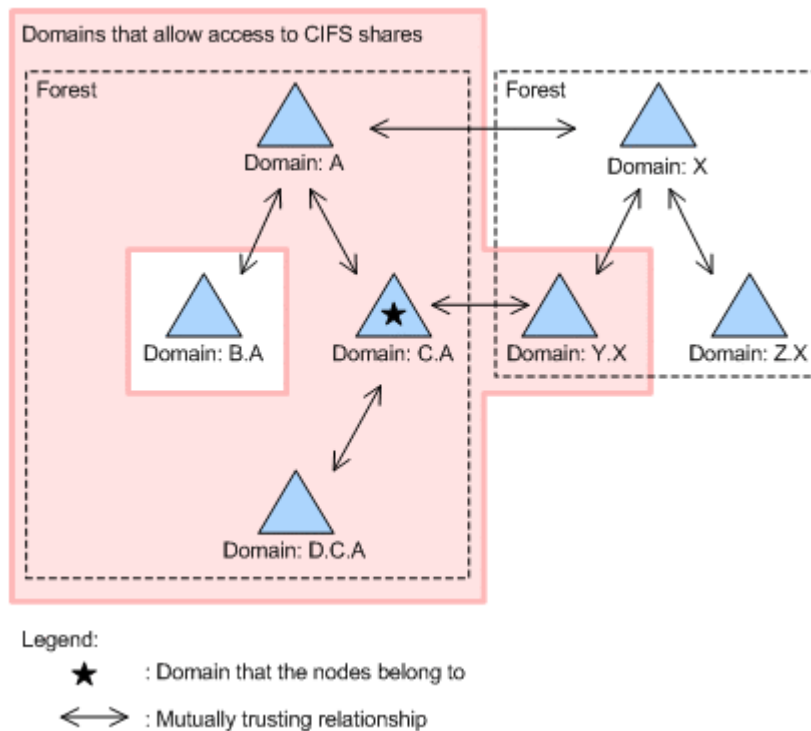 Domains that allow access to CIFS shares
Forest
Forest
Domain: A
Domain: X
Domain: B.A
Domain: C.A
Domain: Y.X
Domain: Z.X
Domain: D.C.A
Legend:
: Domain that the nodes belong to
: Mutually trusting relationship